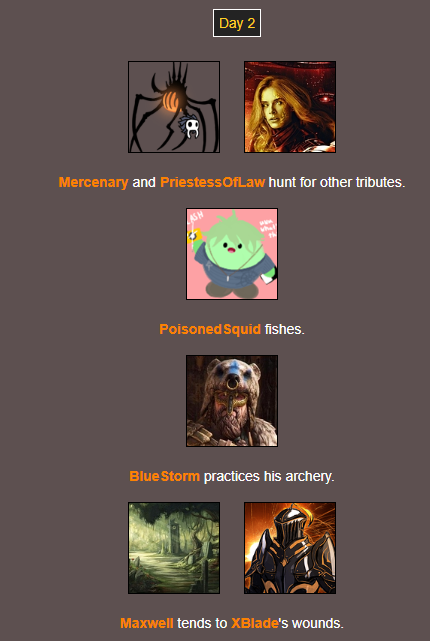 Day 2
Mercenary and PriestessOfLaw hunt for other tributes.
PoisonedSquid fishes.
BlueStorm practices his archery.
Maxwell tends to XBlade's wounds.